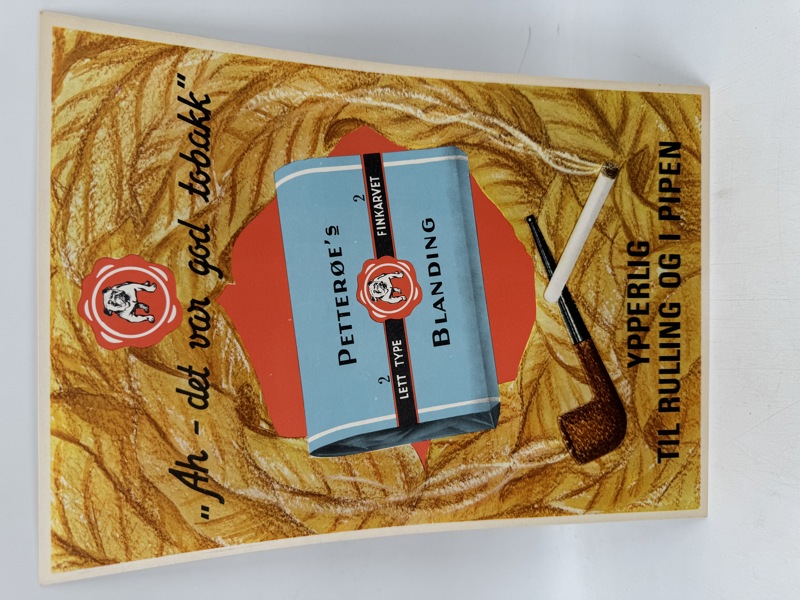 "Ah - det var god tobakk"
PETTERØE'S
2 LETT TYPE FINKARVET 2
BLANDING
YPPERLIG
TIL RULLING OG I PIPEN